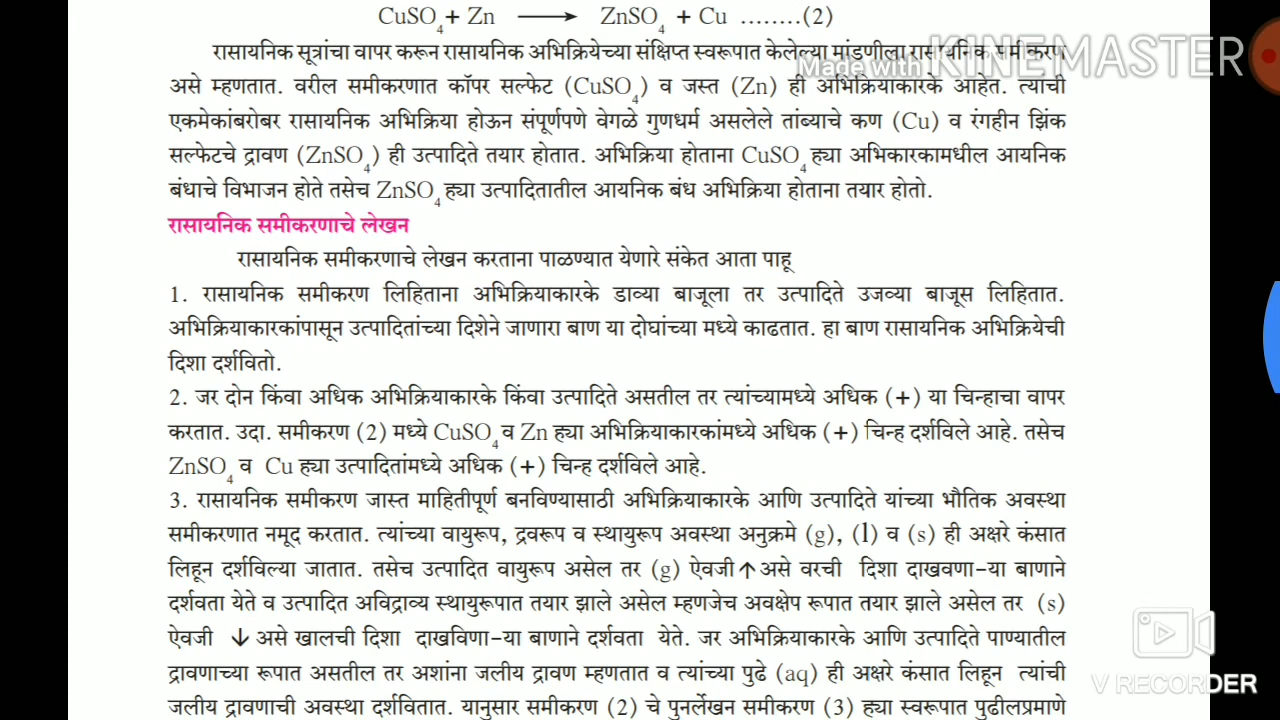 CuSO₄ + Zn ⟶ ZnSO₄ + Cu ........(2)
रासायनिक सूत्रांचा वापर करून रासायनिक अभिक्रियेच्या संक्षिप्त स्वरूपात केलेल्या मांडणीला रासायनिक समीकरण
Made with KINEMASTER
असे म्हणतात. वरील समीकरणात कॉपर सल्फेट (CuSO₄) व जस्त (Zn) ही अभिक्रियाकारके आहेत. त्यांची
एकमेकांबरोबर रासायनिक अभिक्रिया होऊन संपूर्णपणे वेगळे गुणधर्म असलेले तांब्याचे कण (Cu) व रंगहीन झिंक
सल्फेटचे द्रावण (ZnSO₄) ही उत्पादिते तयार होतात. अभिक्रिया होताना CuSO₄ ह्या अभिकारकामधील आयनिक
बंधाचे विभाजन होते तसेच ZnSO₄ ह्या उत्पादितातील आयनिक बंध अभिक्रिया होताना तयार होतो.
रासायनिक समीकरणाचे लेखन
रासायनिक समीकरणाचे लेखन करताना पाळण्यात येणारे संकेत आता पाहू
1. रासायनिक समीकरण लिहिताना अभिक्रियाकारके डाव्या बाजूला तर उत्पादिते उजव्या बाजूस लिहितात.
अभिक्रियाकारकांपासून उत्पादितांच्या दिशेने जाणारा बाण या दोघांच्या मध्ये काढतात. हा बाण रासायनिक अभिक्रियेची
दिशा दर्शवितो.
2. जर दोन किंवा अधिक अभिक्रियाकारके किंवा उत्पादिते असतील तर त्यांच्यामध्ये अधिक (+) या चिन्हाचा वापर
करतात. उदा. समीकरण (2) मध्ये CuSO₄ व Zn ह्या अभिक्रियाकारकांमध्ये अधिक (+) चिन्ह दर्शविले आहे. तसेच
ZnSO₄ व Cu ह्या उत्पादितांमध्ये अधिक (+) चिन्ह दर्शविले आहे.
3. रासायनिक समीकरण जास्त माहितीपूर्ण बनविण्यासाठी अभिक्रियाकारके आणि उत्पादिते यांच्या भौतिक अवस्था
समीकरणात नमूद करतात. त्यांच्या वायुरूप, द्रवरूप व स्थायुरूप अवस्था अनुक्रमे (g), (l) व (s) ही अक्षरे कंसात
लिहून दर्शविल्या जातात. तसेच उत्पादित वायुरूप असेल तर (g) ऐवजी ↑ असे वरची दिशा दाखवणा-या बाणाने
दर्शवता येते व उत्पादित अविद्राव्य स्थायुरूपात तयार झाले असेल म्हणजेच अवक्षेप रूपात तयार झाले असेल तर (s)
ऐवजी ↓ असे खालची दिशा दाखविणा-या बाणाने दर्शवता येते. जर अभिक्रियाकारके आणि उत्पादिते पाण्यातील
द्रावणाच्या रूपात असतील तर अशांना जलीय द्रावण म्हणतात व त्यांच्या पुढे (aq) ही अक्षरे कंसात लिहून त्यांची
जलीय द्रावणाची अवस्था दर्शवितात. यानुसार समीकरण (2) चे पुनर्लेखन समीकरण (3) ह्या स्वरूपात पुढीलप्रमाणे
V RECORDER